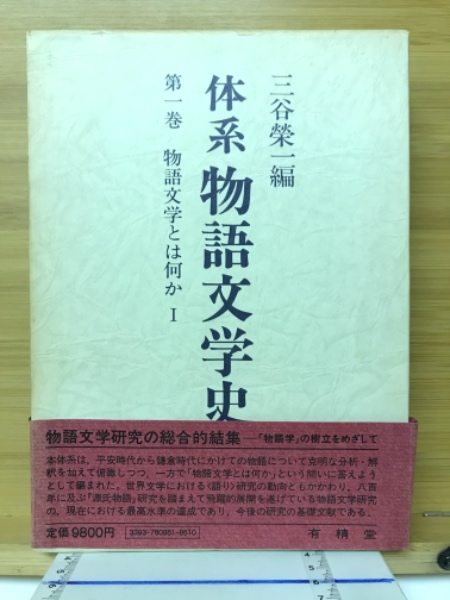 三谷榮一編
体系 物語文学史
第一巻 物語文学とは何か I
物語文学研究の総合的結集―「物語学」の樹立をめざして
本体系は、平安時代から鎌倉時代にかけての物語について克明な分析・解
釈を加えて俯瞰しつつ、一方で「物語文学とは何か」という問いに答えよう
として編まれた。世界文学における〈語り〉研究の動向ともかかわり、八百
年に及ぶ『源氏物語』研究を踏まえて飛躍的展開を遂げている物語文学研究
の、現在における最高水準の達成であり、今後の研究の基礎文献である。
定価9800円
有精堂